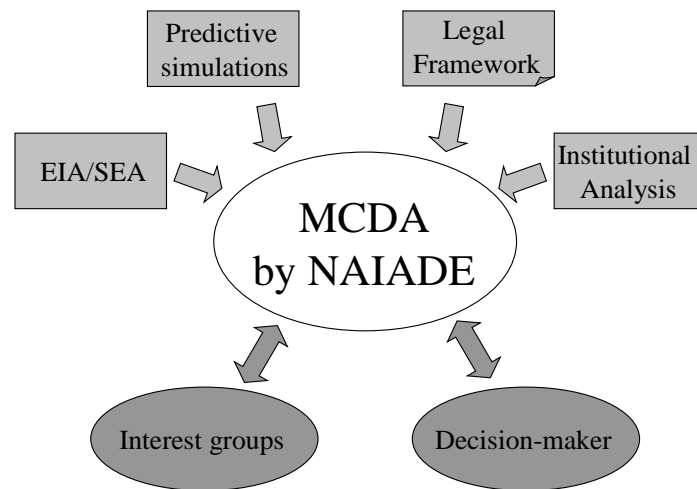 Predictive
simulations
Legal
Framework
EIA/SEA
Institutional
Analysis
MCDA
by NAIADE
Interest groups
Decision-maker